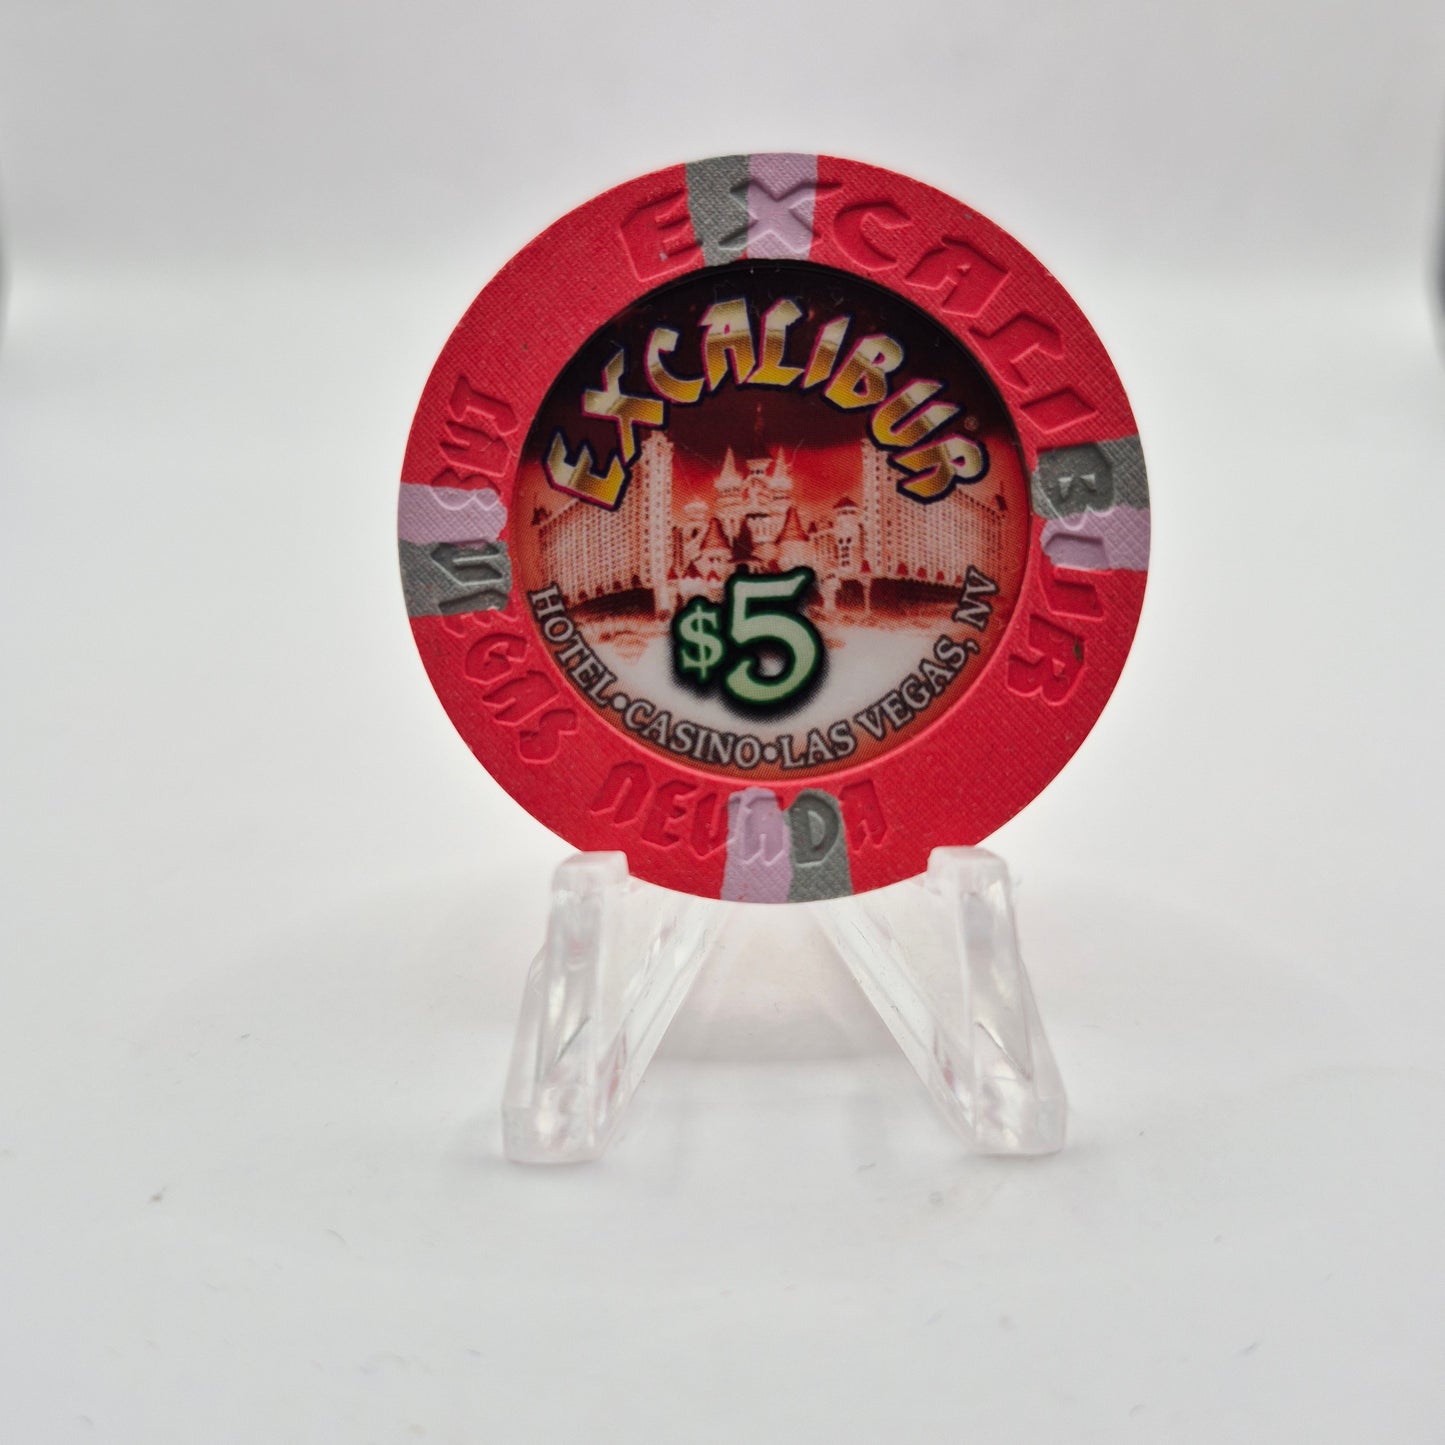 EXCALIBUR
LAS VEGAS
NEVADA
EXCALIBUR®
$5
HOTEL•CASINO•LAS VEGAS, NV